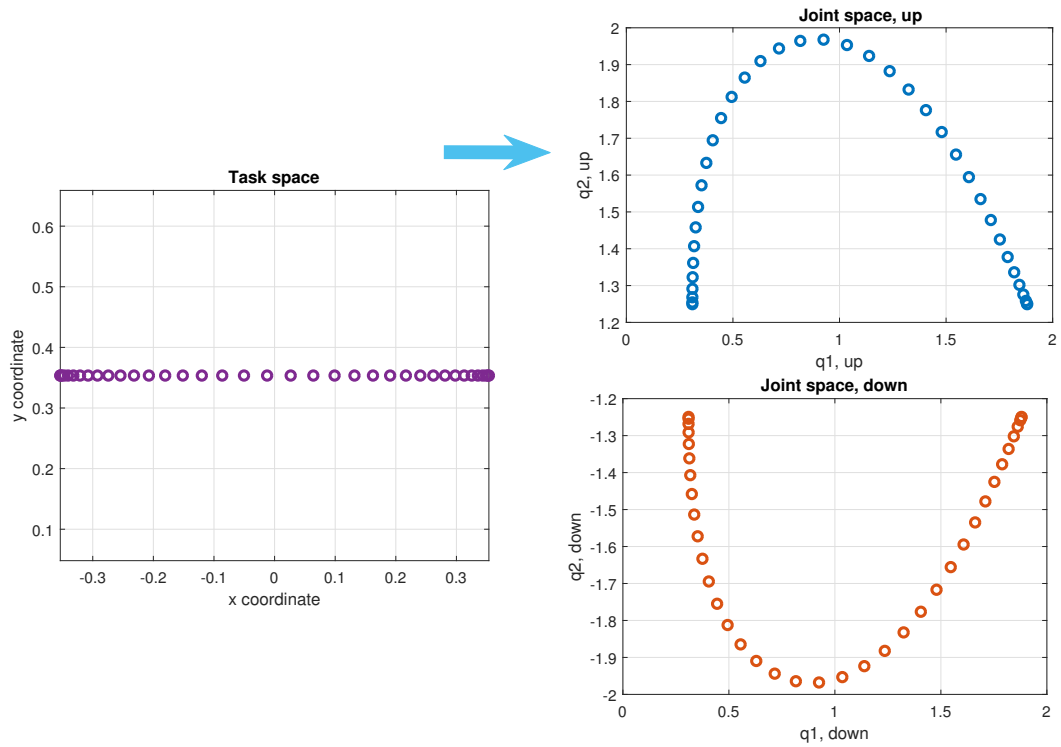 Task space
y coordinate
0.6
0.5
0.4
0.3
0.2
0.1
-0.3 -0.2 -0.1 0 0.1 0.2 0.3
x coordinate
Joint space, up
q2, up
2
1.9
1.8
1.7
1.6
1.5
1.4
1.3
1.2
0 0.5 1 1.5 2
q1, up
Joint space, down
q2, down
-1.2
-1.3
-1.4
-1.5
-1.6
-1.7
-1.8
-1.9
-2
0 0.5 1 1.5 2
q1, down